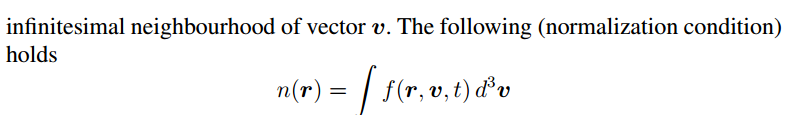 infinitesimal neighbourhood of vector v. The following (normalization condition)
holds
n(r) = ∫ f(r, v, t) d³v